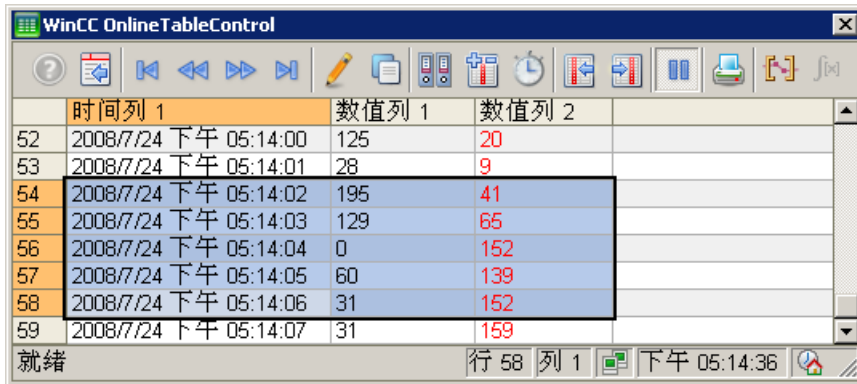 WinCC OnlineTableControl
时间列 1 数值列 1 数值列 2
52 2008/7/24 下午 05:14:00 125 20
53 2008/7/24 下午 05:14:01 28 9
54 2008/7/24 下午 05:14:02 195 41
55 2008/7/24 下午 05:14:03 129 65
56 2008/7/24 下午 05:14:04 0 152
57 2008/7/24 下午 05:14:05 60 139
58 2008/7/24 下午 05:14:06 31 152
59 2008/7/24 下午 05:14:07 31 159
就绪 行 58 列 1 下午 05:14:36